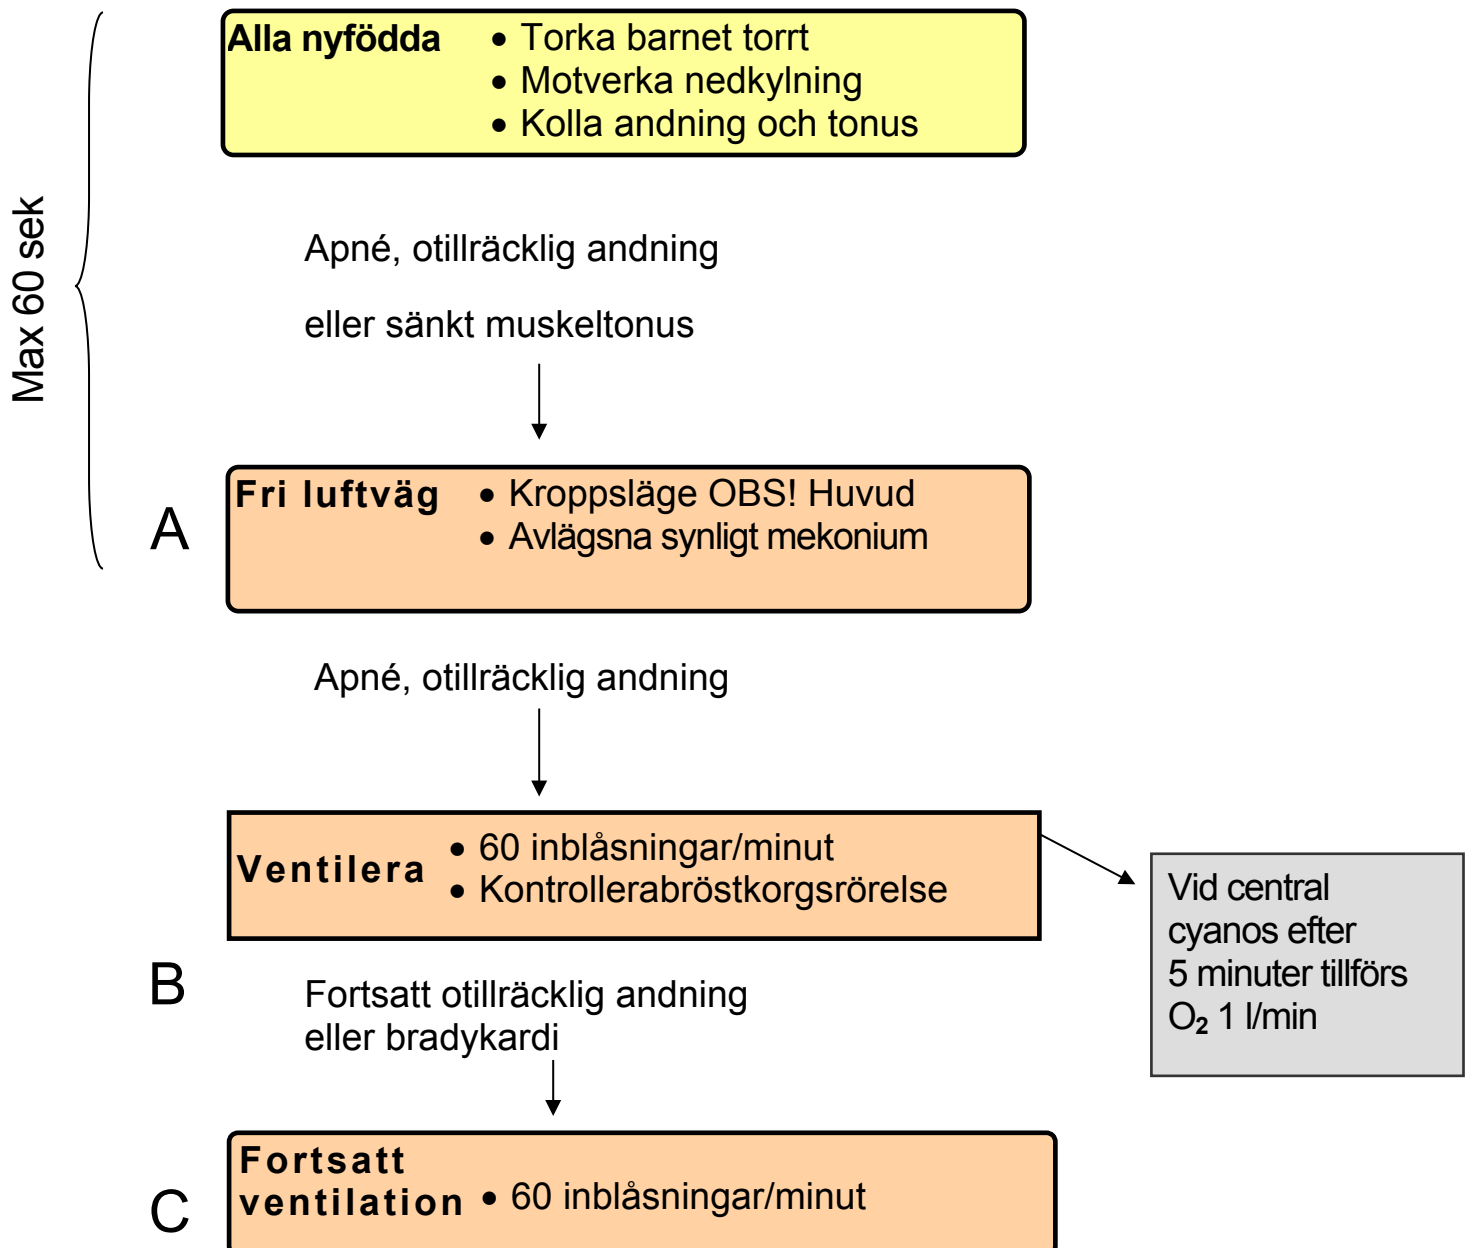 Max 60 sek
Alla nyfödda
• Torka barnet torrt
• Motverka nedkylning
• Kolla andning och tonus
Apné, otillräcklig andning
eller sänkt muskeltonus
A
Fri luftväg
• Kroppsläge OBS! Huvud
• Avlägsna synligt mekonium
Apné, otillräcklig andning
B
Ventilera
• 60 inblåsningar/minut
• Kontrollerabröstkorgsrörelse
Vid central
cyanos efter
5 minuter tillförs
O₂ 1 l/min
Fortsatt otillräcklig andning
eller bradykardi
C
Fortsatt
ventilation
• 60 inblåsningar/minut